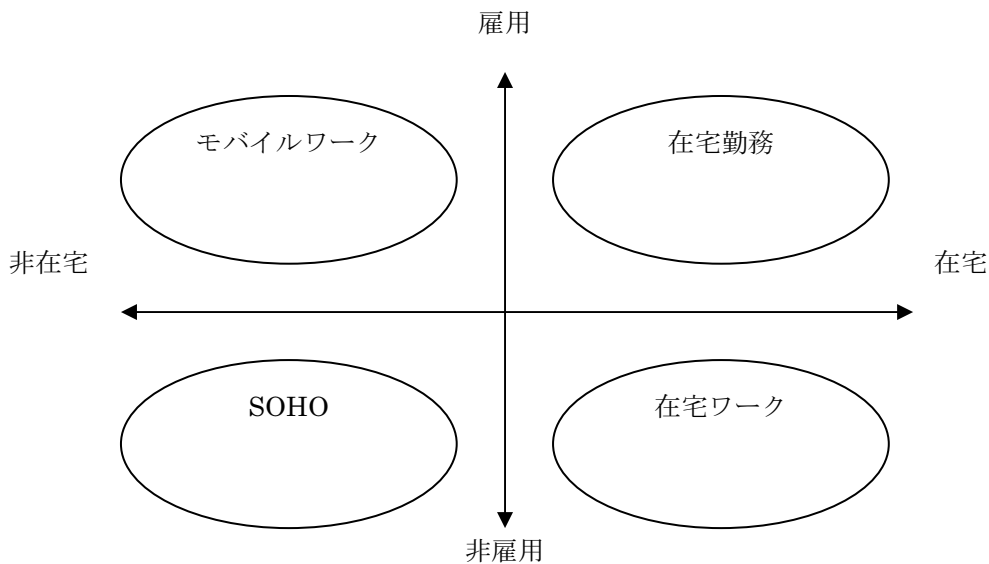 雇用
モバイルワーク
在宅勤務
非在宅
在宅
SOHO
在宅ワーク
非雇用